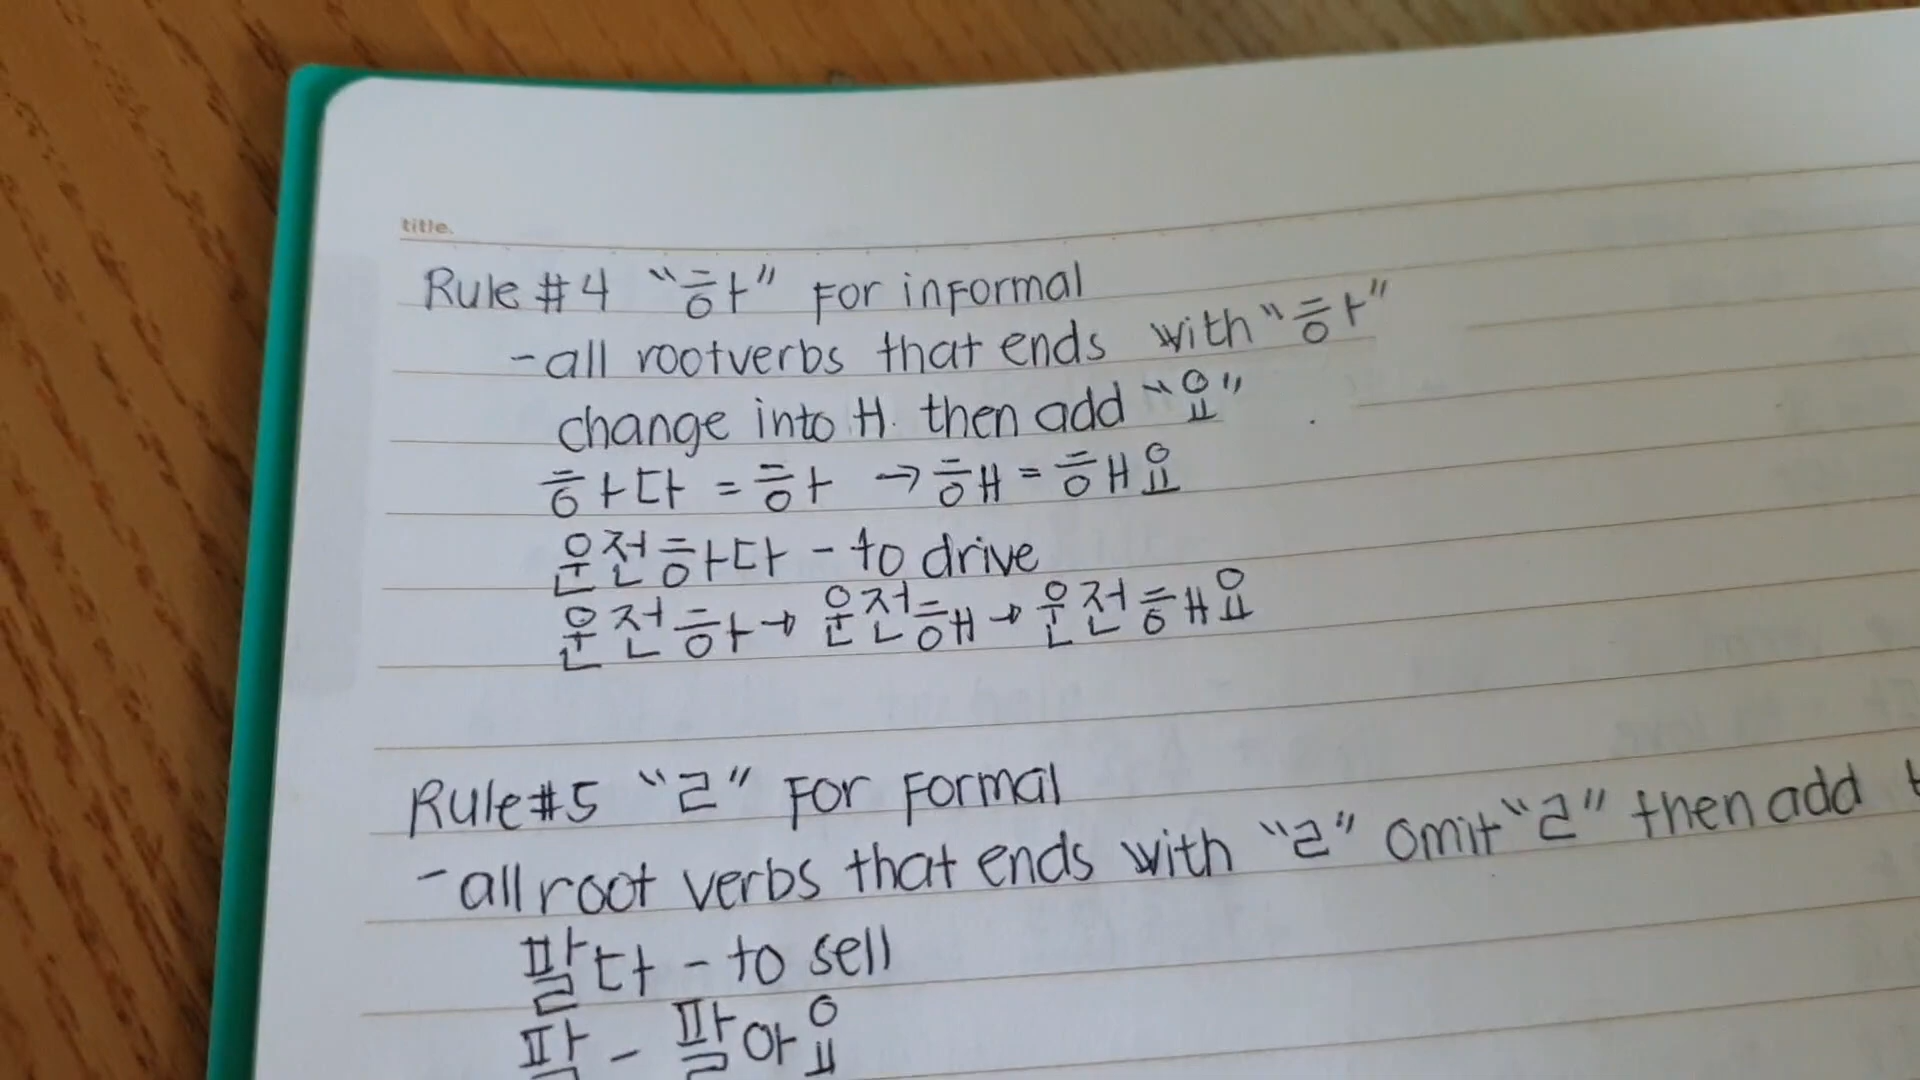 title.
Rule #4 "하" For informal
-all rootverbs that ends with "하"
change into ㅐ. then add "요"
하다 = 하 → 해 = 해요
운전하다 - to drive
운전하 → 운전해 → 운전해요
Rule #5 "ㄹ" For Formal
-all root verbs that ends with "ㄹ" omit "ㄹ" then add
팔다 - to sell
팔 - 팔아요